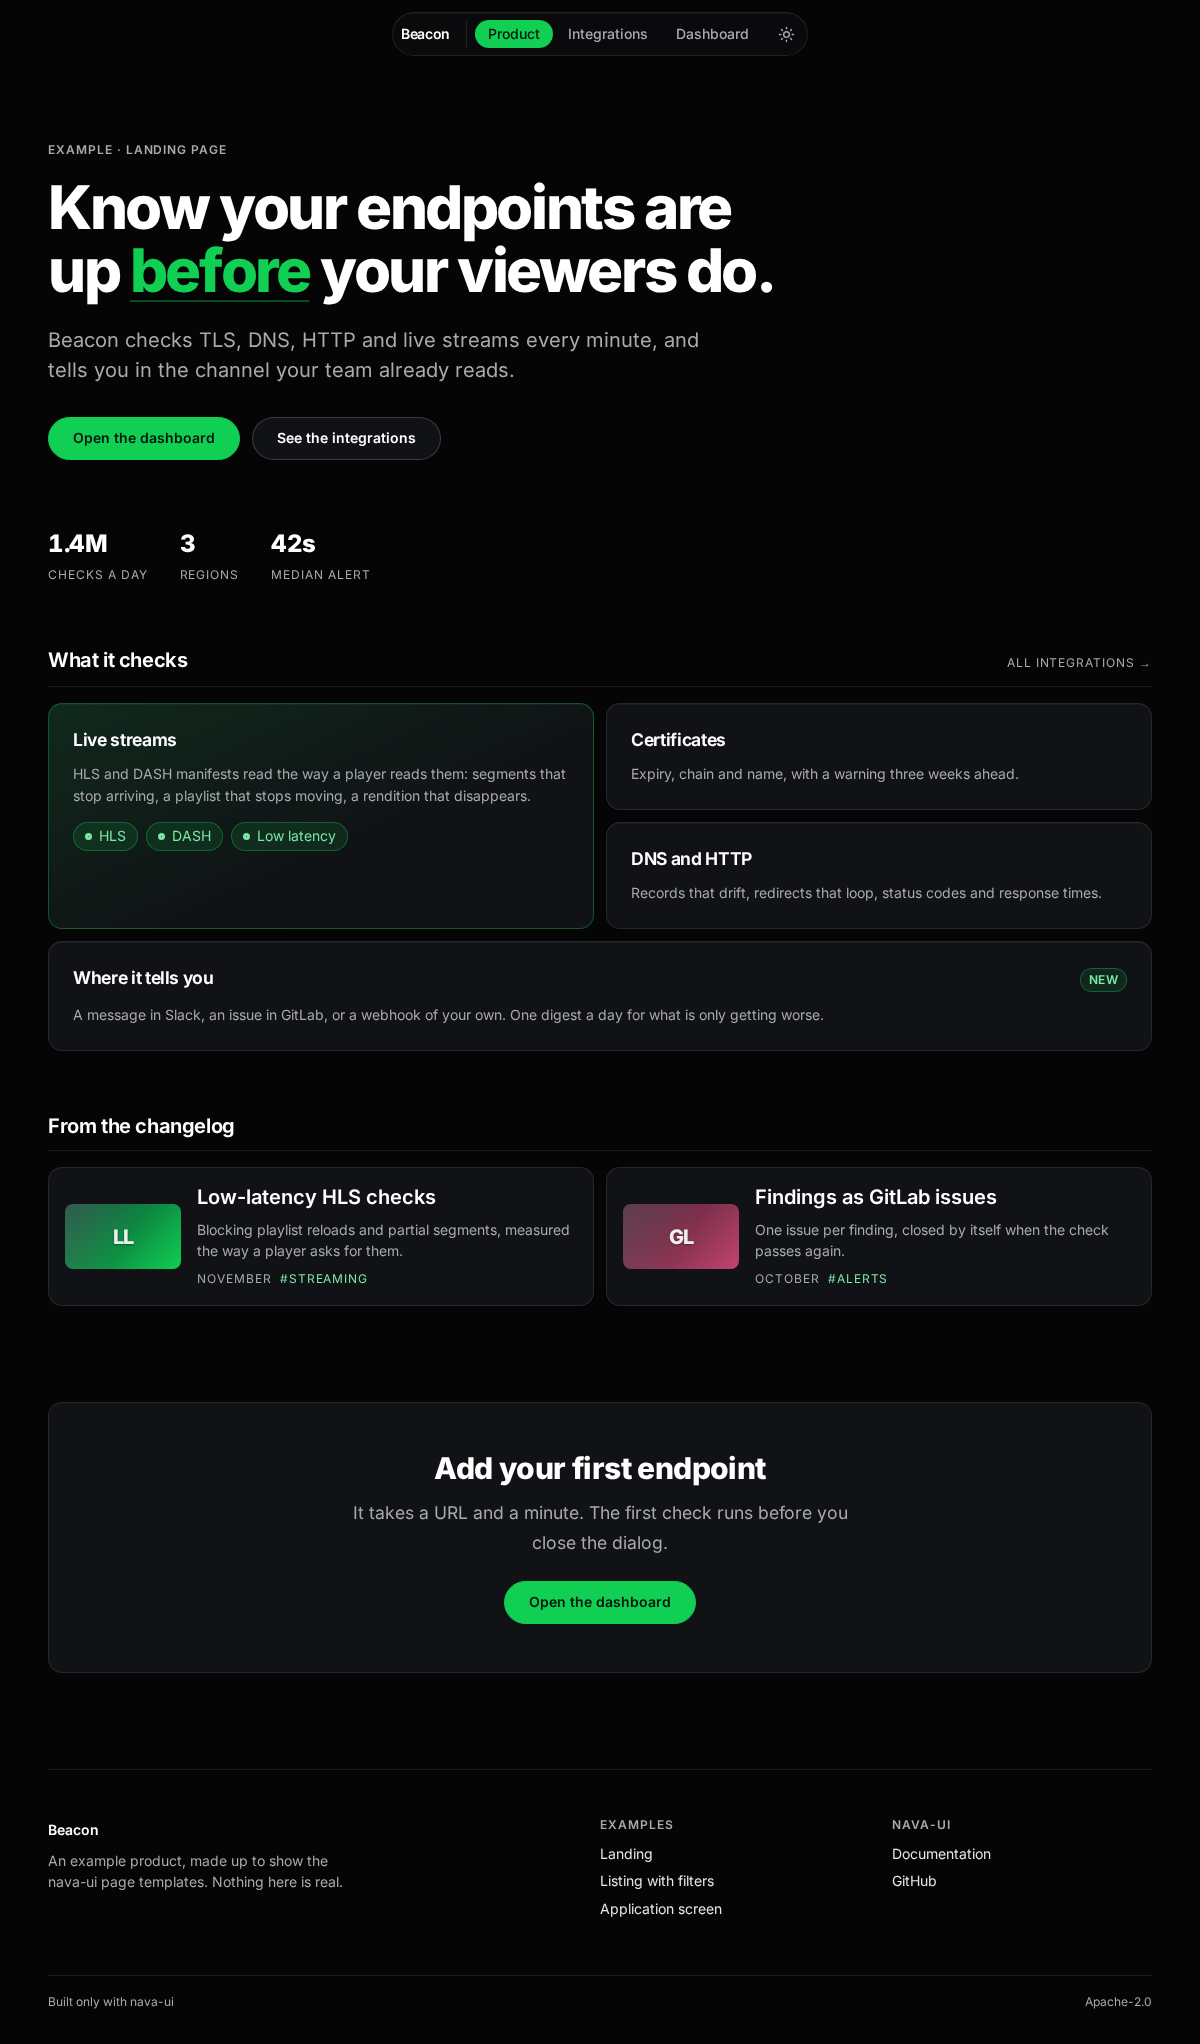 Beacon
Product
Integrations
Dashboard
EXAMPLE · LANDING PAGE
Know your endpoints are
up before your viewers do.
Beacon checks TLS, DNS, HTTP and live streams every minute, and
tells you in the channel your team already reads.
Open the dashboard
See the integrations
1.4M
CHECKS A DAY
3
REGIONS
42s
MEDIAN ALERT
What it checks
ALL INTEGRATIONS →
Live streams
HLS and DASH manifests read the way a player reads them: segments that
stop arriving, a playlist that stops moving, a rendition that disappears.
HLS
DASH
Low latency
Certificates
Expiry, chain and name, with a warning three weeks ahead.
DNS and HTTP
Records that drift, redirects that loop, status codes and response times.
Where it tells you
NEW
A message in Slack, an issue in GitLab, or a webhook of your own. One digest a day for what is only getting worse.
From the changelog
LL
Low-latency HLS checks
Blocking playlist reloads and partial segments, measured
the way a player asks for them.
NOVEMBER #STREAMING
GL
Findings as GitLab issues
One issue per finding, closed by itself when the check
passes again.
OCTOBER #ALERTS
Add your first endpoint
It takes a URL and a minute. The first check runs before you
close the dialog.
Open the dashboard
Beacon
An example product, made up to show the
nava-ui page templates. Nothing here is real.
EXAMPLES
Landing
Listing with filters
Application screen
NAVA-UI
Documentation
GitHub
Built only with nava-ui
Apache-2.0